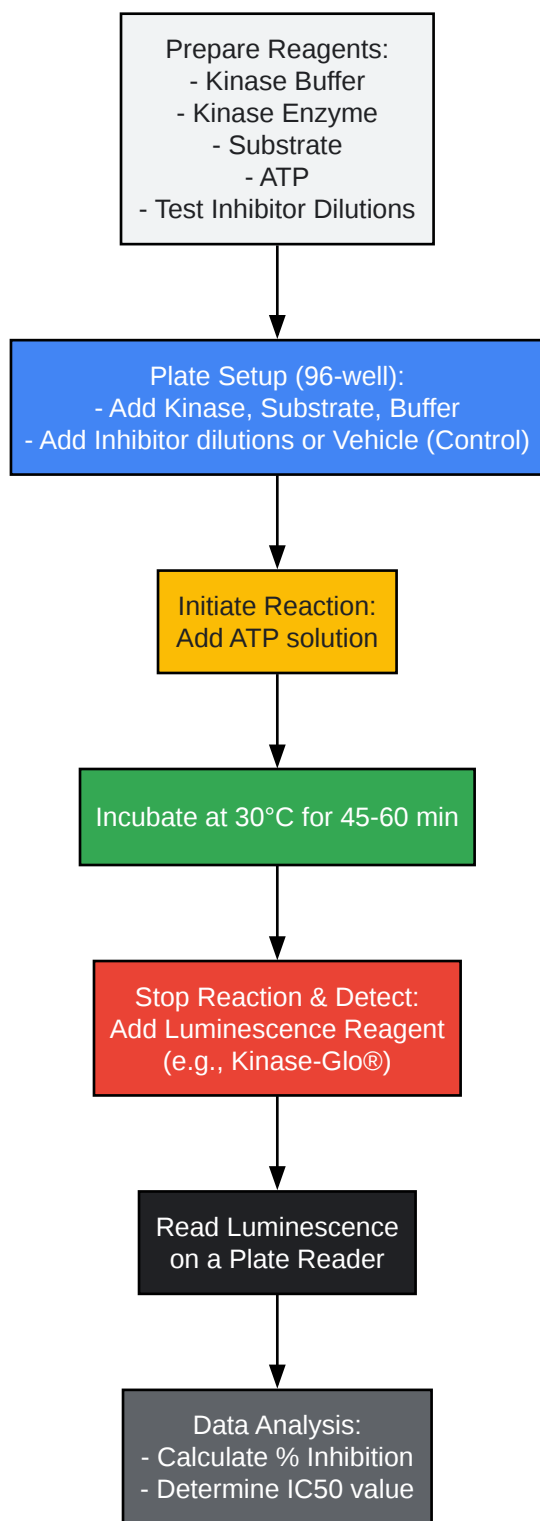 Prepare Reagents:
- Kinase Buffer
- Kinase Enzyme
- Substrate
- ATP
- Test Inhibitor Dilutions
Plate Setup (96-well):
- Add Kinase, Substrate, Buffer
- Add Inhibitor dilutions or Vehicle (Control)
Initiate Reaction:
Add ATP solution
Incubate at 30°C for 45-60 min
Stop Reaction & Detect:
Add Luminescence Reagent
(e.g., Kinase-Glo®)
Read Luminescence
on a Plate Reader
Data Analysis:
- Calculate % Inhibition
- Determine IC50 value